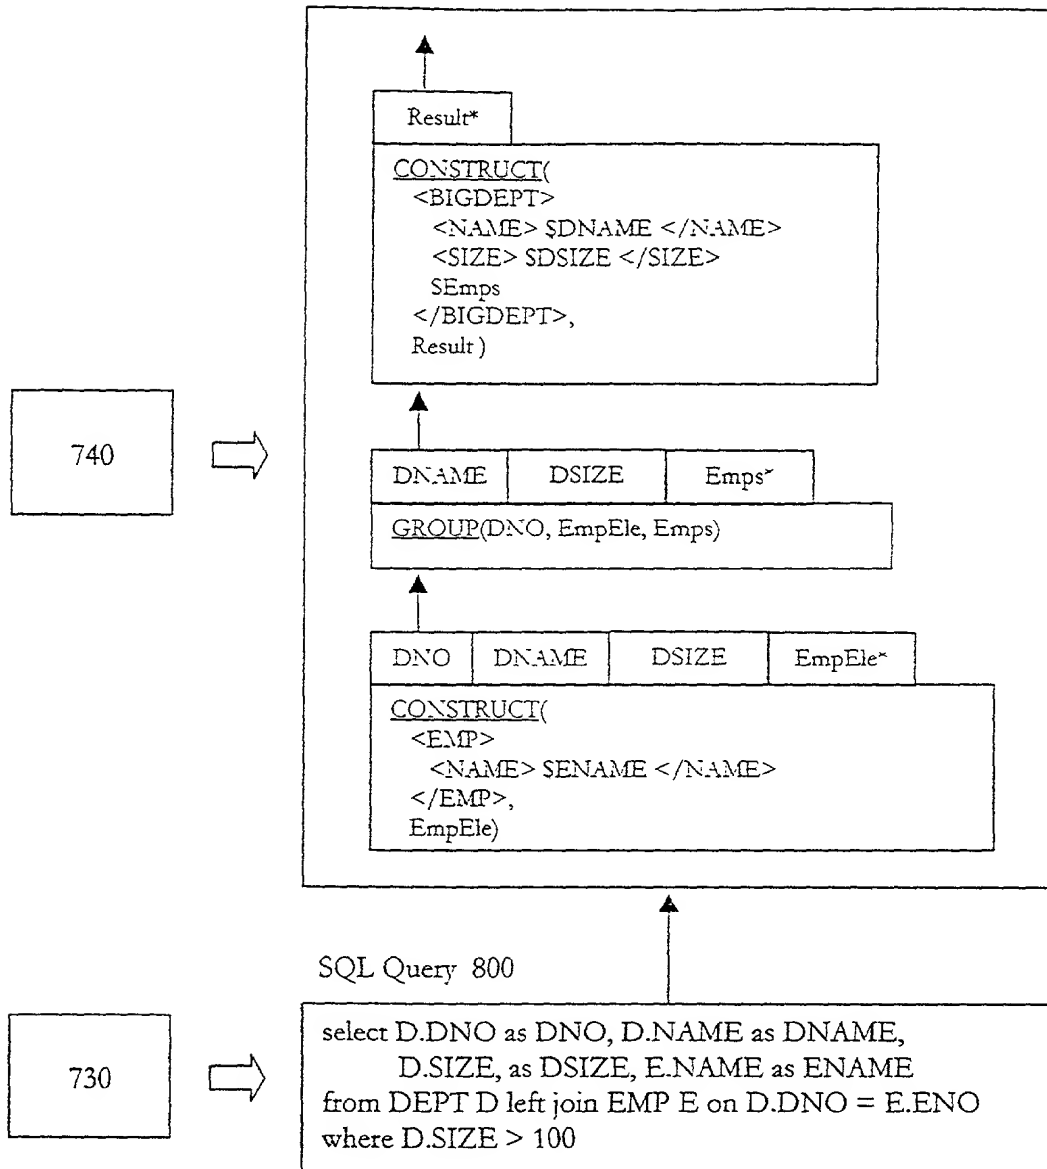 Result*
CONSTRUCT(
<BIGDEPT>
<NAME> $DNAME </NAME>
<SIZE> $DSIZE </SIZE>
$Emps
</BIGDEPT>,
Result )
740
DNAME DSIZE Emps*
GROUP(DNO, EmpEle, Emps)
DNO DNAME DSIZE EmpEle*
CONSTRUCT(
<EMP>
<NAME> $ENAME </NAME>
</EMP>,
EmpEle)
SQL Query 800
730
select D.DNO as DNO, D.NAME as DNAME,
D.SIZE, as DSIZE, E.NAME as ENAME
from DEPT D left join EMP E on D.DNO = E.ENO
where D.SIZE > 100